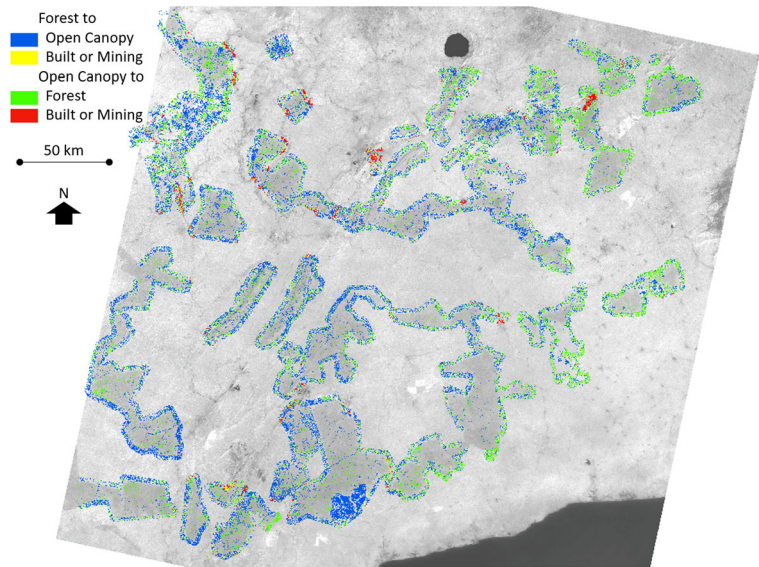 Forest to
Open Canopy
Built or Mining
Open Canopy to
Forest
Built or Mining
50 km
N